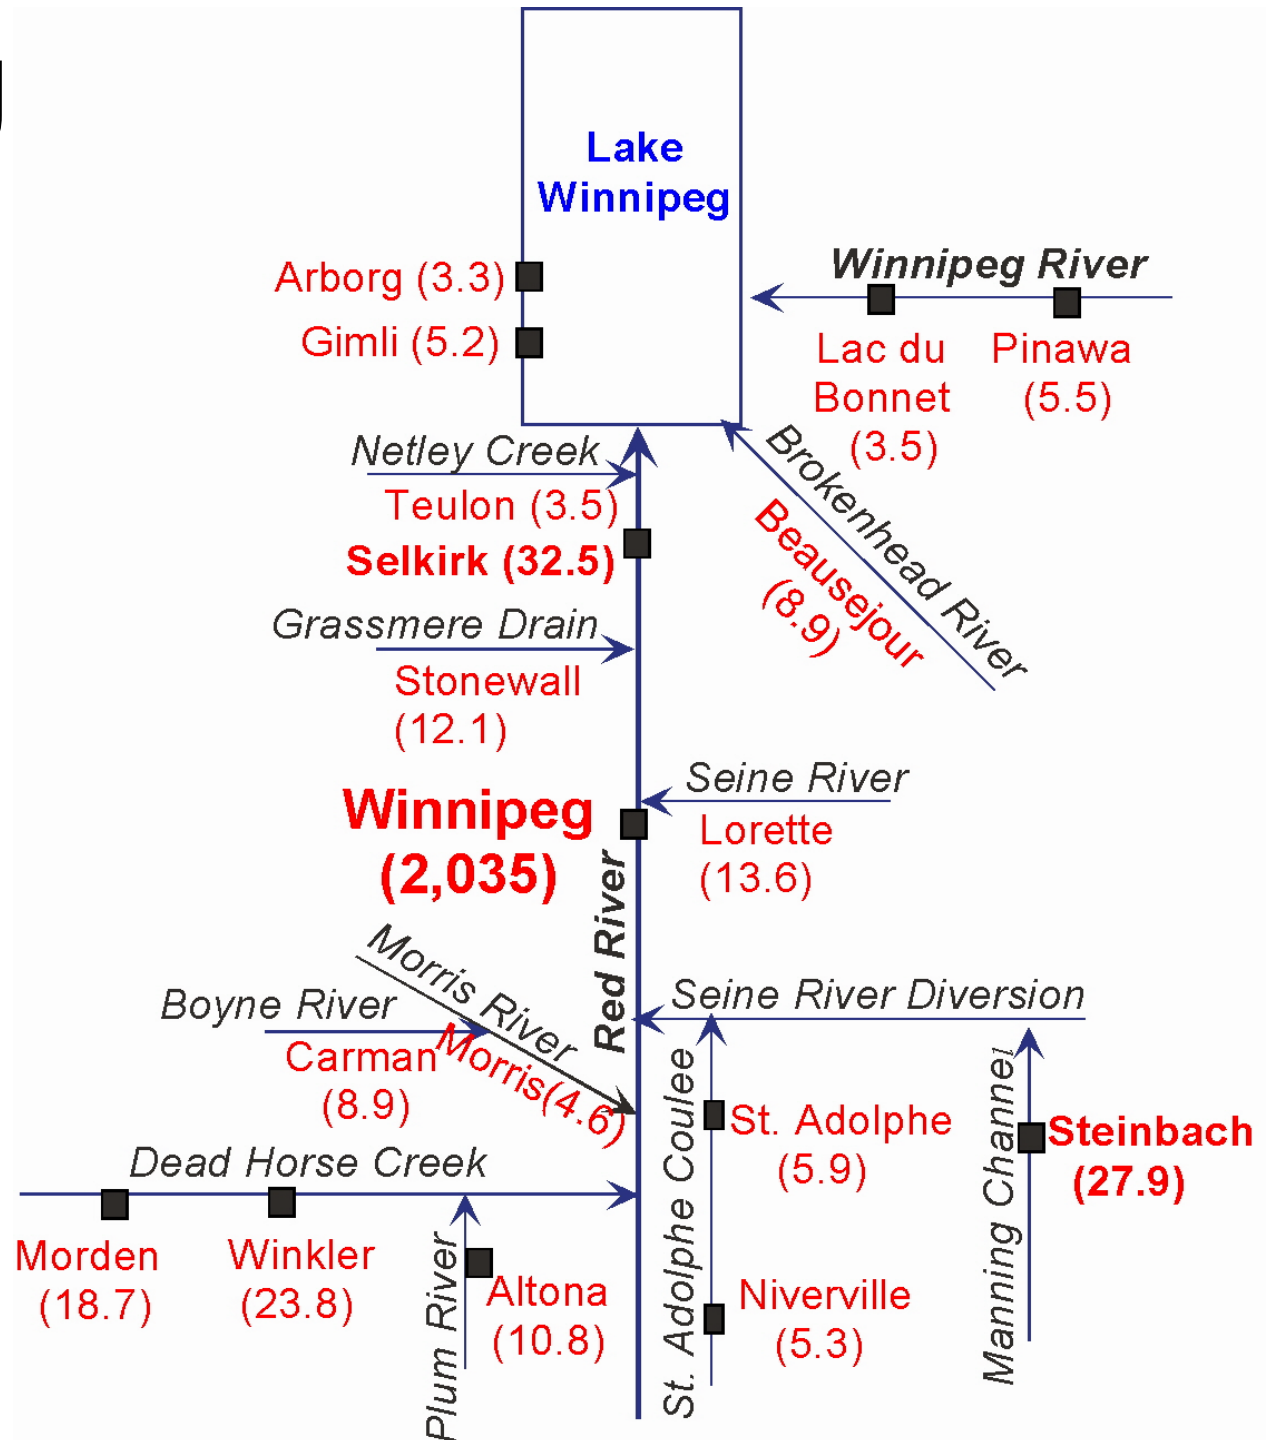 Lake
Winnipeg
Winnipeg River
Arborg (3.3)
Gimli (5.2)
Lac du
Bonnet
(3.5)
Pinawa
(5.5)
Netley Creek
Teulon (3.5)
Selkirk (32.5)
Brokenhead River
Beausejour
(8.9)
Grassmere Drain
Stonewall
(12.1)
Seine River
Lorette
(13.6)
Winnipeg
(2,035)
Red River
Morris River
Morris(4.6)
Boyne River
Carman
(8.9)
Seine River Diversion
St. Adolphe Coulee
St. Adolphe
(5.9)
Niverville
(5.3)
Manning Channel
Steinbach
(27.9)
Dead Horse Creek
Morden
(18.7)
Winkler
(23.8)
Plum River
Altona
(10.8)